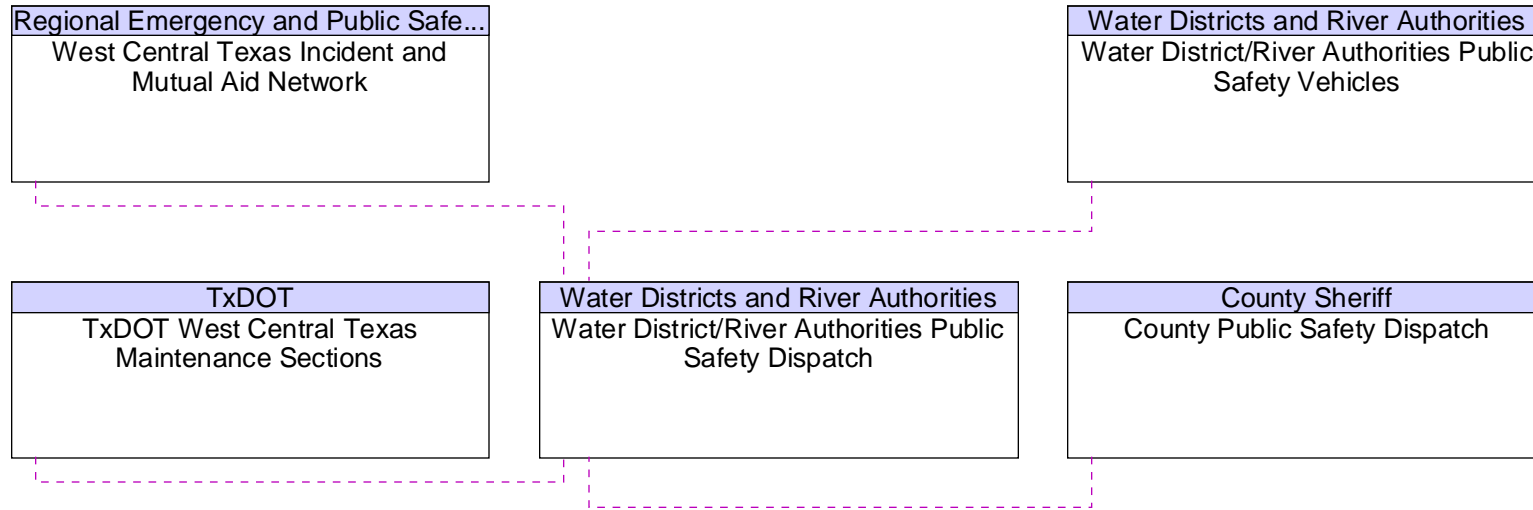 Regional Emergency and Public Safe...
West Central Texas Incident and
Mutual Aid Network
Water Districts and River Authorities
Water District/River Authorities Public
Safety Vehicles
TxDOT
TxDOT West Central Texas
Maintenance Sections
Water Districts and River Authorities
Water District/River Authorities Public
Safety Dispatch
County Sheriff
County Public Safety Dispatch